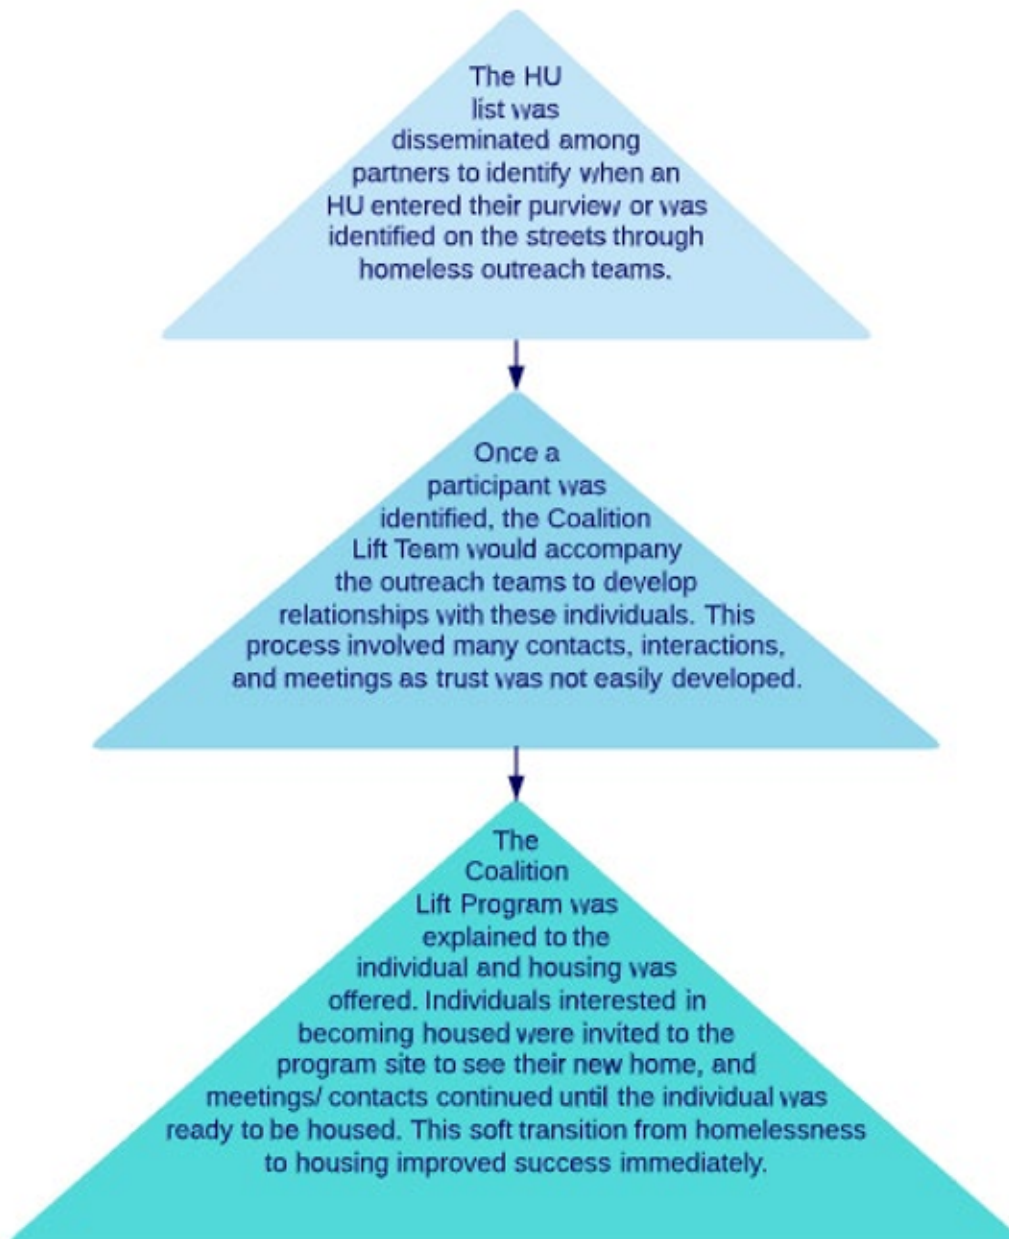 The HU
list was
disseminated among
partners to identify when an
HU entered their purview or was
identified on the streets through
homeless outreach teams.
Once a
participant was
identified, the Coalition
Lift Team would accompany
the outreach teams to develop
relationships with these individuals. This
process involved many contacts, interactions,
and meetings as trust was not easily developed.
The
Coalition
Lift Program was
explained to the
individual and housing was
offered. Individuals interested in
becoming housed were invited to the
program site to see their new home, and
meetings/ contacts continued until the individual was
ready to be housed. This soft transition from homelessness
to housing improved success immediately.